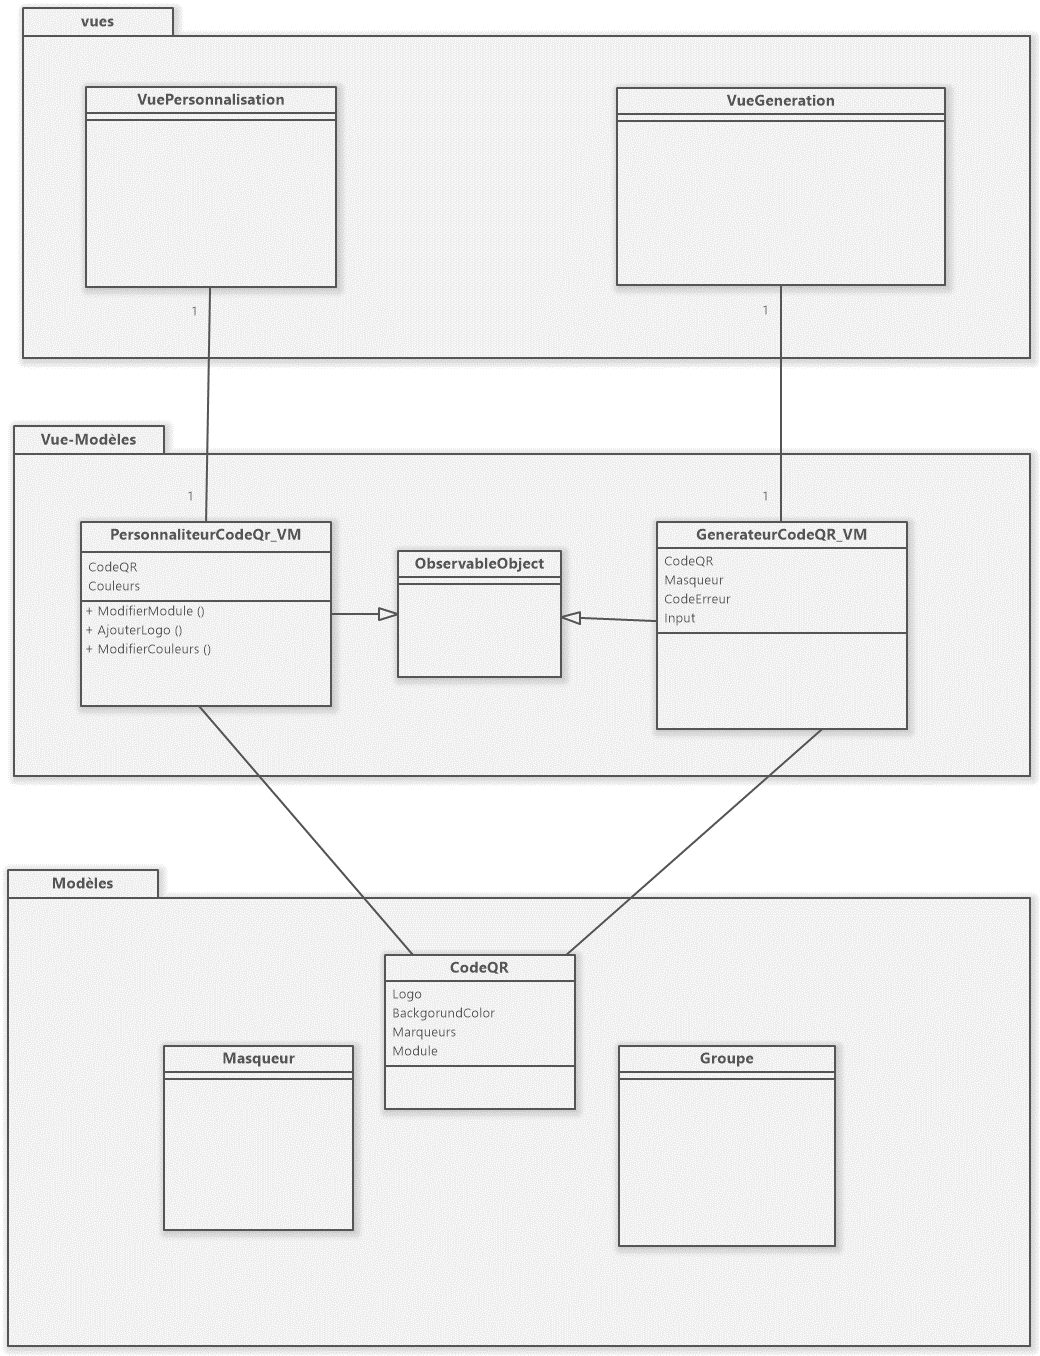 vues
VuePersonnalisation
VueGeneration
1
1
Vue-Modèles
1
1
PersonnaliteurCodeQr_VM
CodeQR
Couleurs
+ ModifierModule ()
+ AjouterLogo ()
+ ModifierCouleurs ()
ObservableObject
GenerateurCodeQR_VM
CodeQR
Masqueur
CodeErreur
Input
Modèles
CodeQR
Logo
BackgorundColor
Marqueurs
Module
Masqueur
Groupe